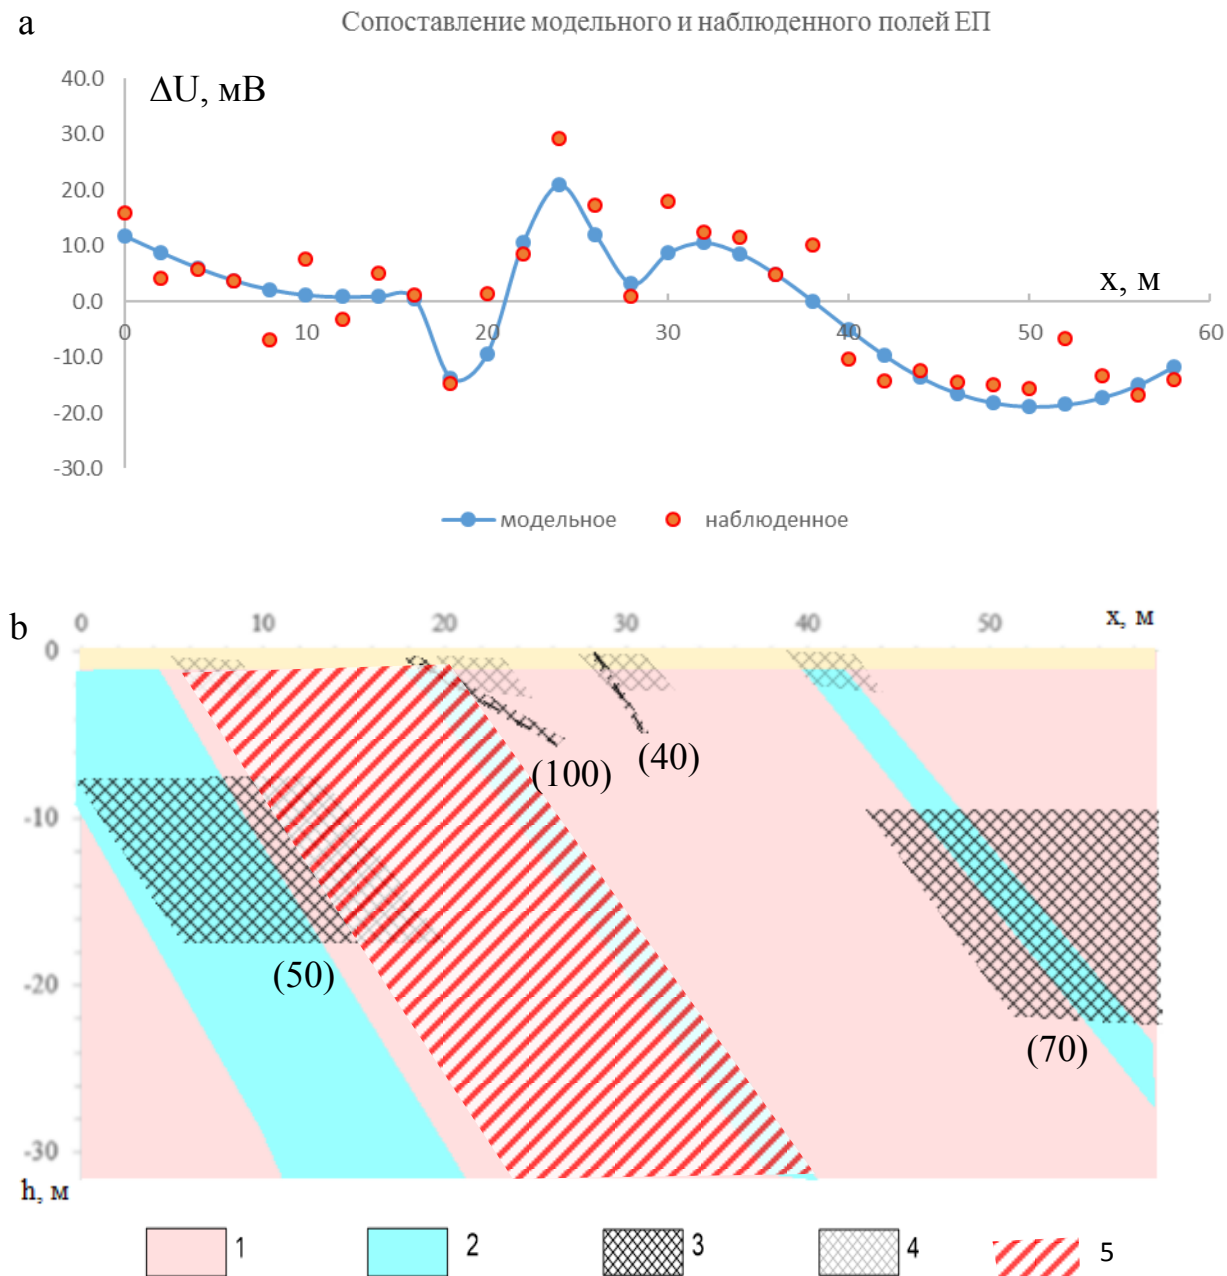 a
Сопоставление модельного и наблюденного полей ЕП
ΔU, мВ
40.0
30.0
20.0
10.0
0.0
-10.0
-20.0
-30.0
x, м
0 10 20 30 40 50 60
модельное наблюденное
b
0 10 20 30 40 50 x, м
0
-10
-20
-30
h, м
(100) (40)
(50)
(70)
1 2 3 4 5